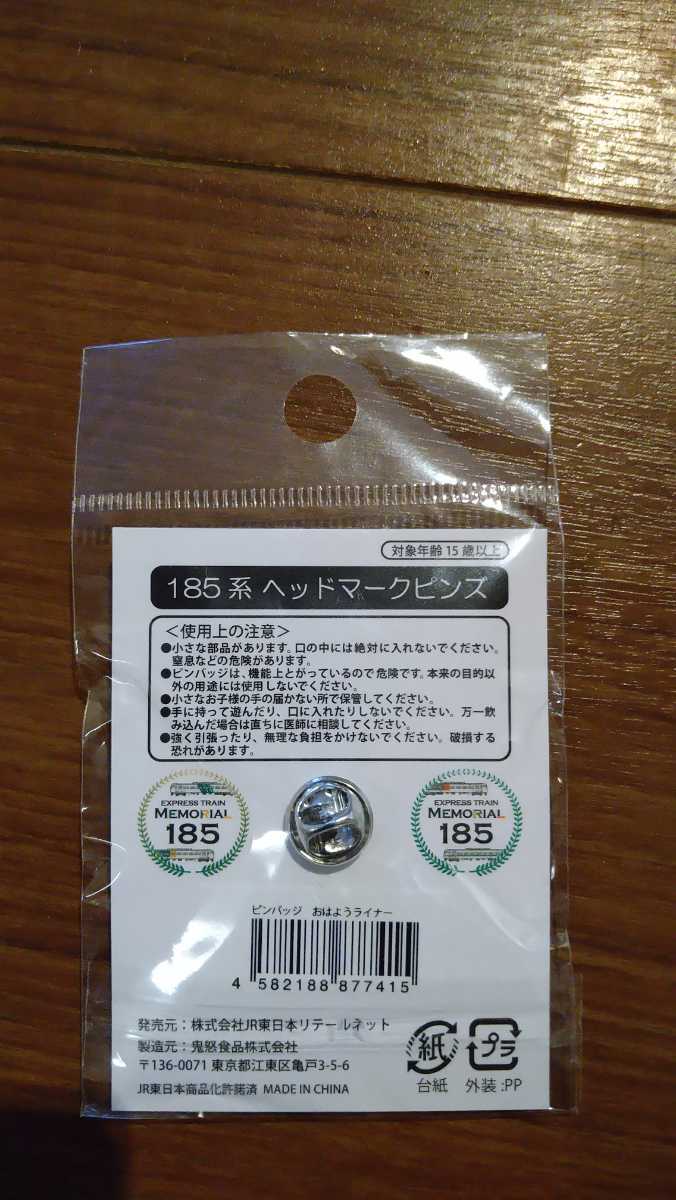 対象年齢15歳以上
185系 ヘッドマークピンズ
＜使用上の注意＞
●小さな部品があります。口の中には絶対に入れないでください。
窒息などの危険があります。
●ピンバッジは、機能上とがっているので危険です。本来の目的以
外の用途には使用しないでください。
●小さなお子様の手の届かない所で保管してください。
●手に持って遊んだり、口に入れたりしないでください。万一飲
み込んだ場合は直ちに医師に相談してください。
●強く引張ったり、無理な負担をかけないでください。破損する
恐れがあります。
EXPRESS TRAIN
MEMORIAL
185
EXPRESS TRAIN
MEMORIAL
185
ピンバッジ おはようライナー
4 582188 877415
発売元：株式会社JR東日本リテールネット
製造元：鬼怒食品株式会社
〒136-0071 東京都江東区亀戸3-5-6
JR東日本商品化許諾済 MADE IN CHINA
紙
台紙
プラ
外装:PP